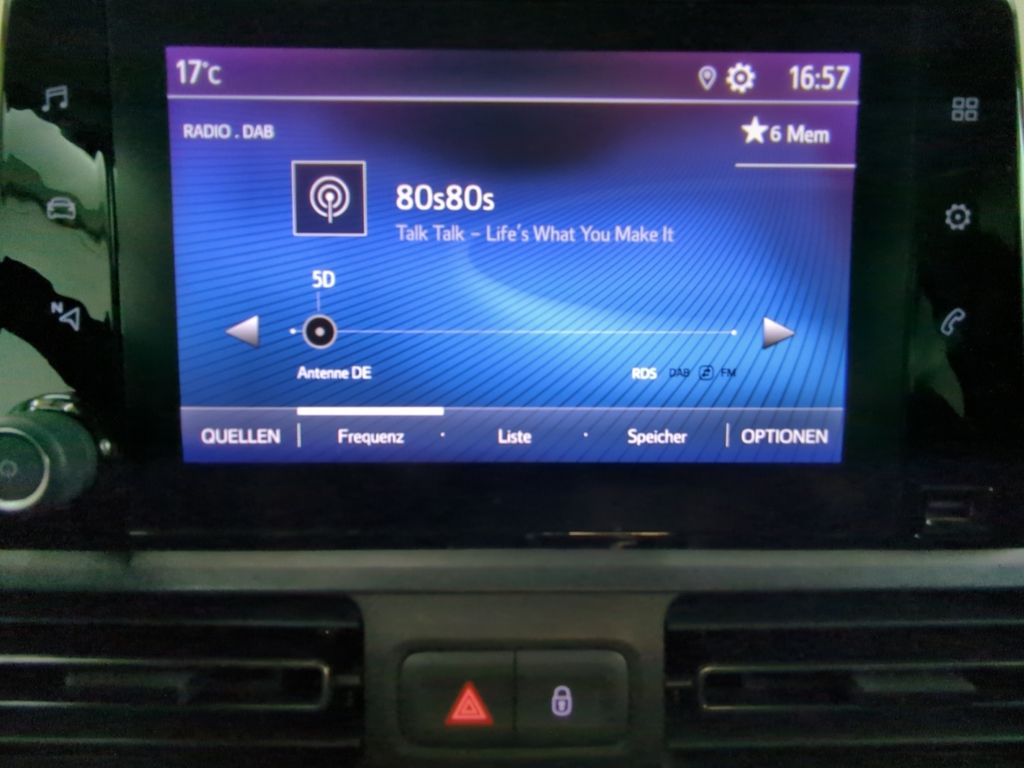 17°C 16:57
RADIO . DAB ★6 Mem
80s80s
Talk Talk - Life's What You Make It
5D
Antenne DE RDS DAB FM
QUELLEN | Frequenz · Liste · Speicher | OPTIONEN
N